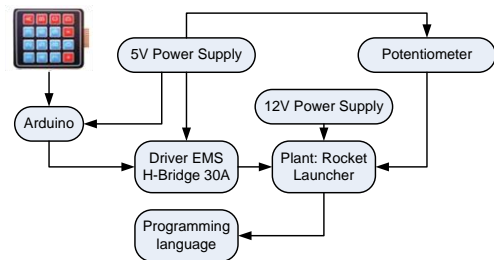 5V Power Supply
Potentiometer
12V Power Supply
Arduino
Driver EMS
H-Bridge 30A
Plant: Rocket
Launcher
Programming
language